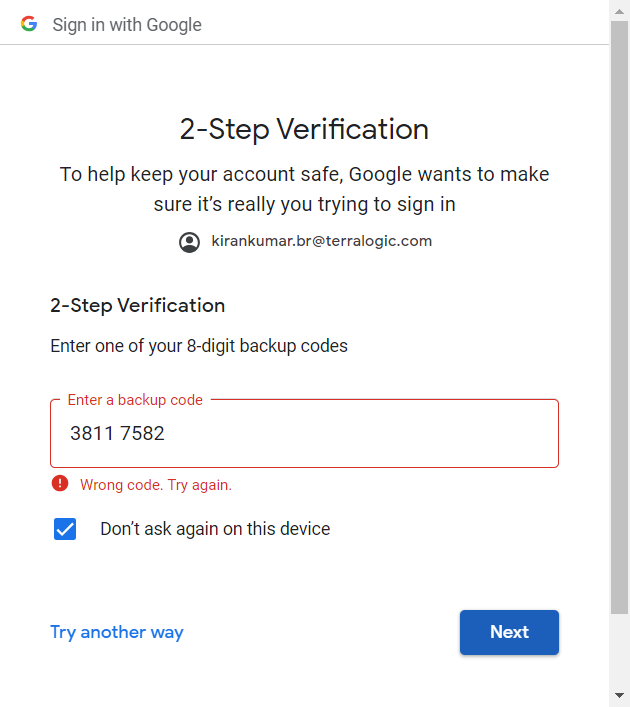 Sign in with Google
2-Step Verification
To help keep your account safe, Google wants to make
sure it’s really you trying to sign in
kirankumar.br@terralogic.com
2-Step Verification
Enter one of your 8-digit backup codes
Enter a backup code
3811 7582
Wrong code. Try again.
Don’t ask again on this device
Try another way
Next